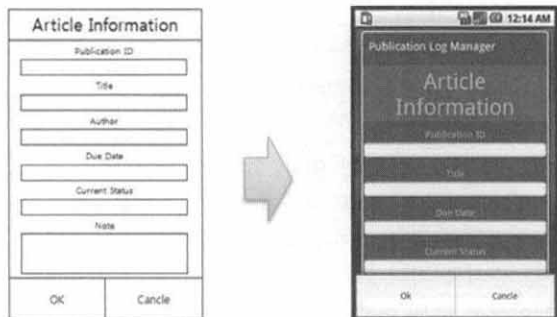 Article Information
Publication ID
Title
Author
Due Date
Current Status
Note
OK
Cancle
12:14 AM
Publication Log Manager
Article
Information
Publication ID
Title
Due Date
Current Status
Ok
Cancle